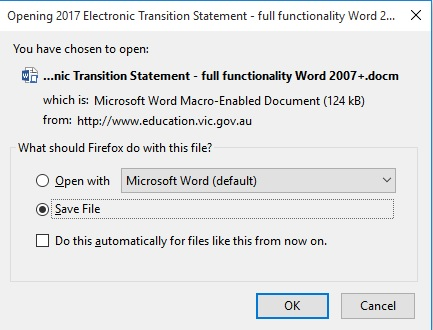 Opening 2017 Electronic Transition Statement - full functionality Word 2...
You have chosen to open:
...nic Transition Statement - full functionality Word 2007+.docm
which is: Microsoft Word Macro-Enabled Document (124 kB)
from: http://www.education.vic.gov.au
What should Firefox do with this file?
Open with Microsoft Word (default)
Save File
Do this automatically for files like this from now on.
OK Cancel